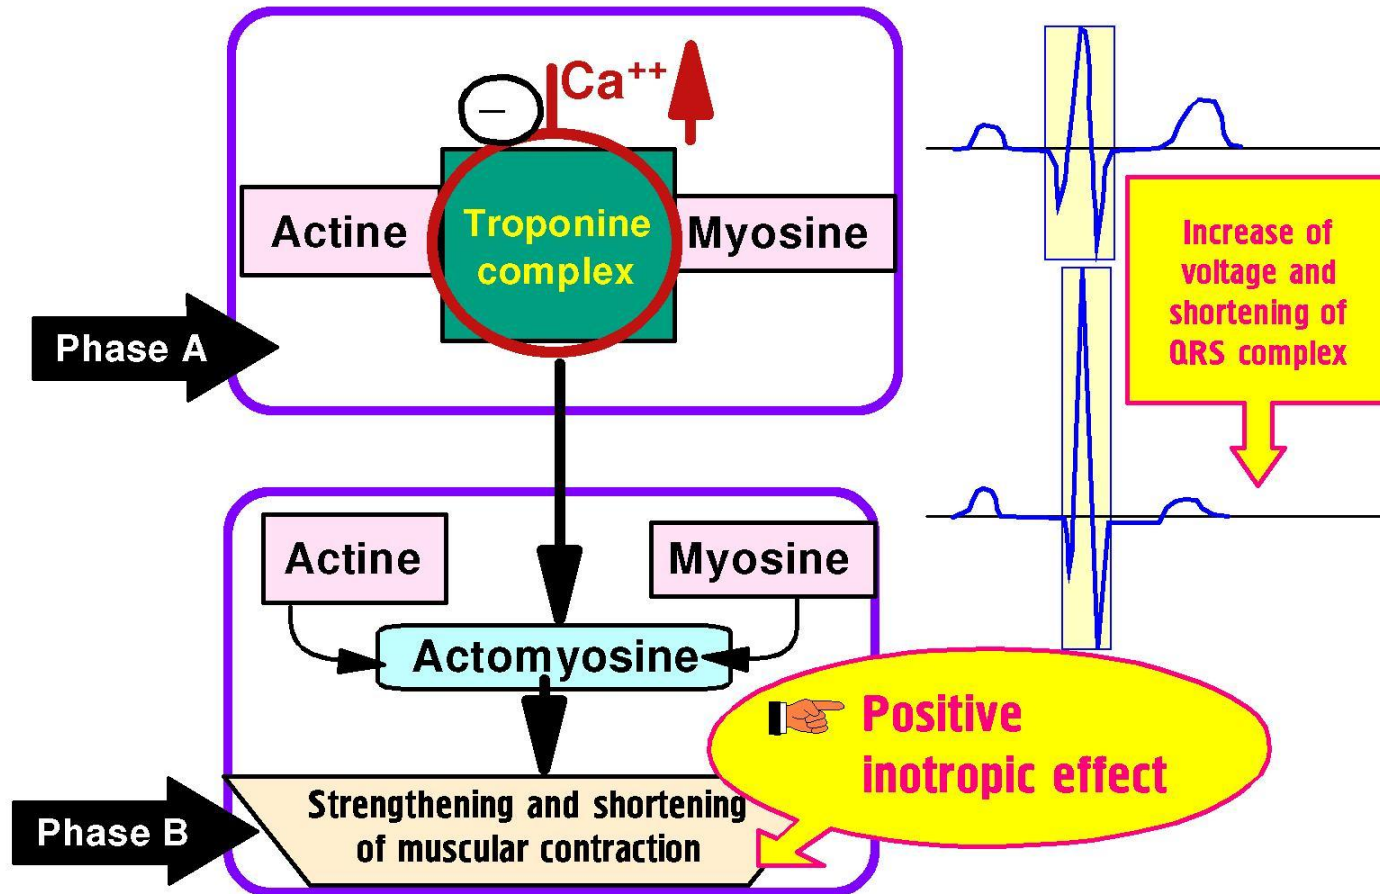 Ca⁺⁺
−
Actine
Troponine
complex
Myosine
Phase A
Increase of
voltage and
shortening of
QRS complex
Actine
Myosine
Actomyosine
Positive
inotropic effect
Strengthening and shortening
of muscular contraction
Phase B